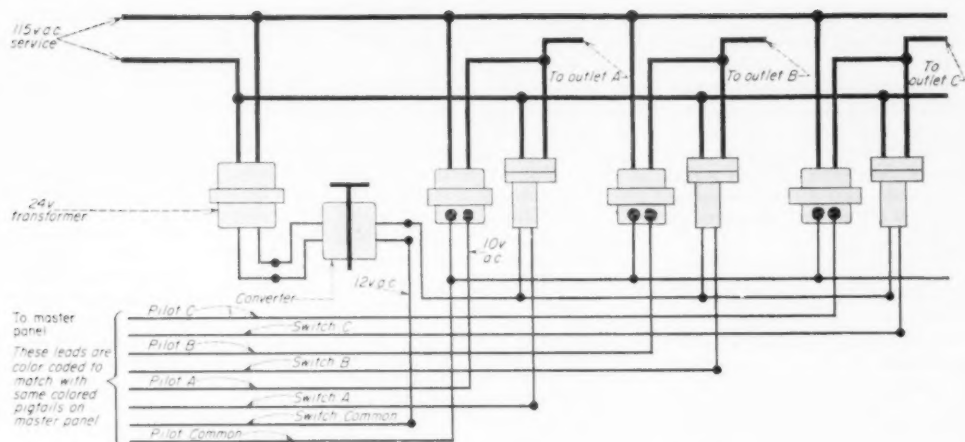 115 v a.c.
service
To outlet A
To outlet B
To
outlet C
24v
transformer
10v
a.c.
12v a.c.
Converter
To master
panel
These leads are
color coded to
match with
same colored
pigtails on
master panel
Pilot C
Switch C
Pilot B
Switch B
Pilot A
Switch A
Switch Common
Pilot Common